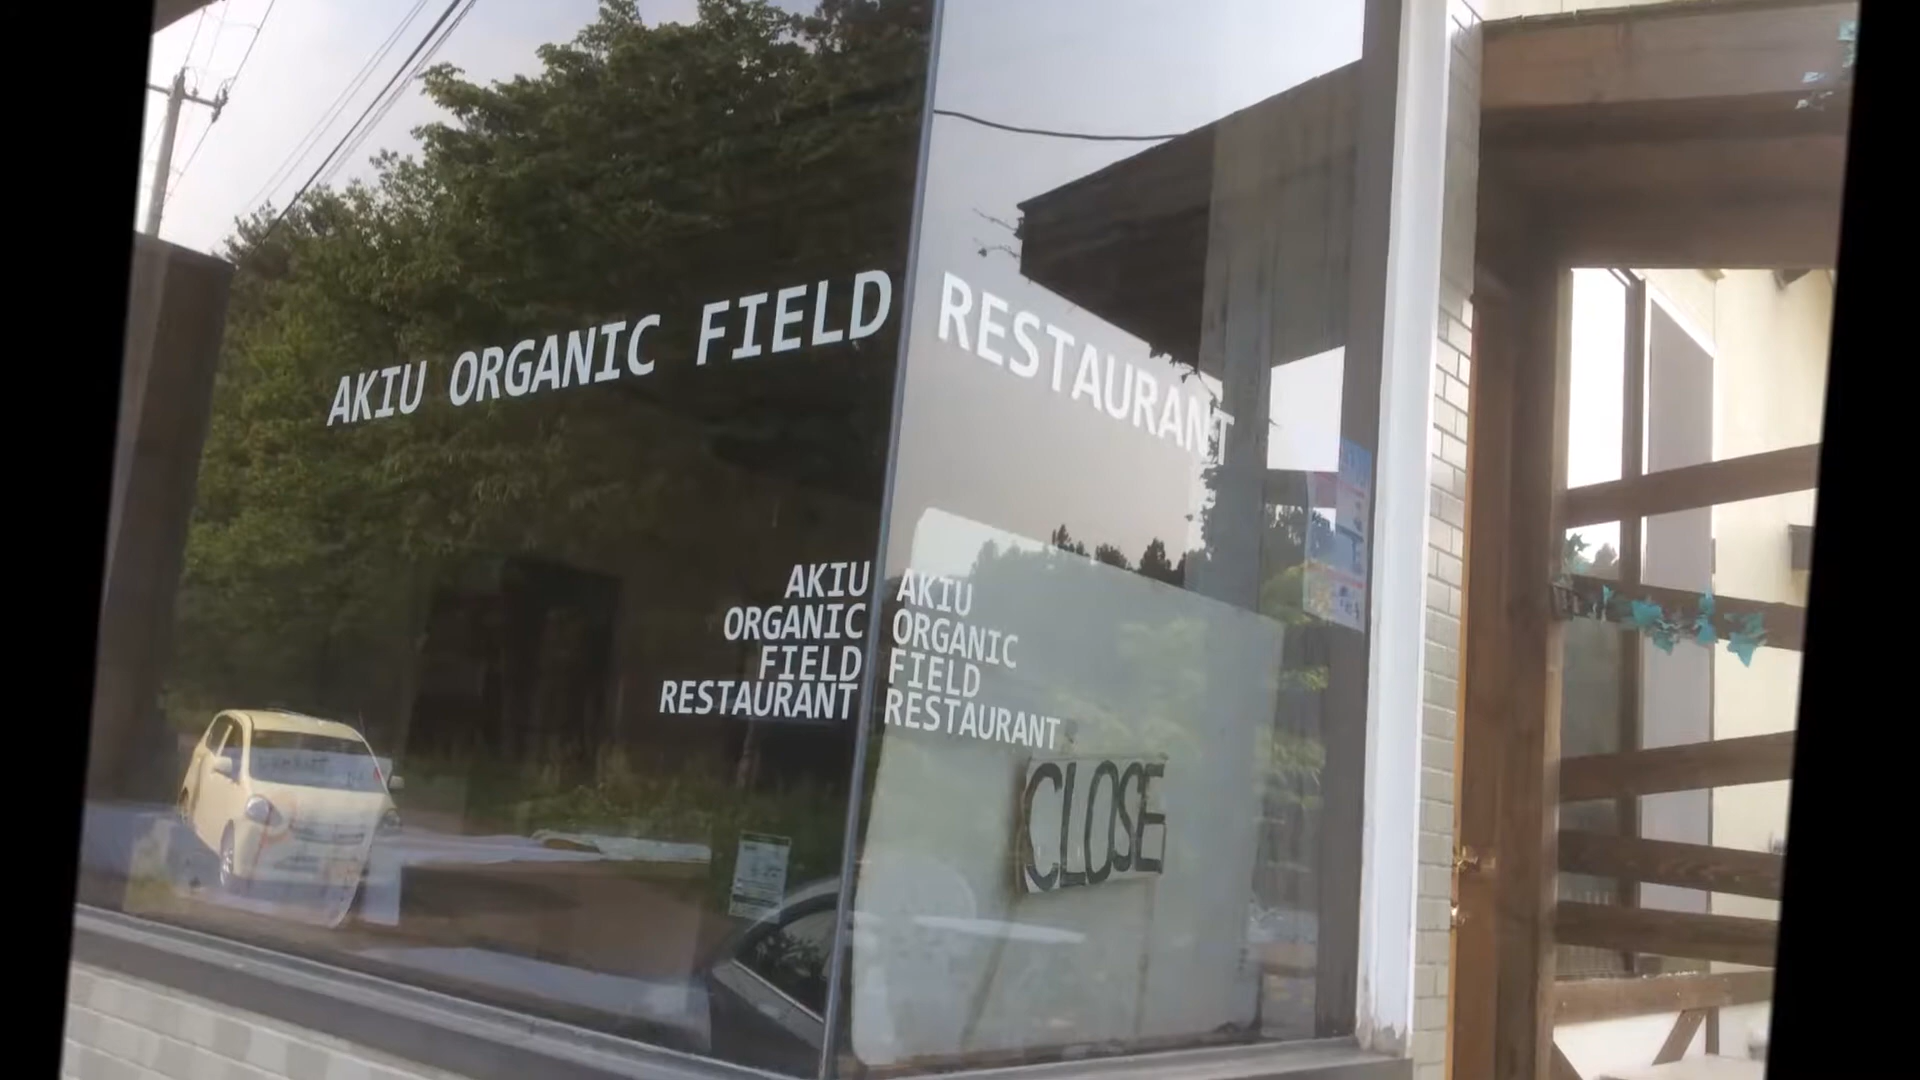 AKIU ORGANIC FIELD RESTAURANT
AKIU
ORGANIC
FIELD
RESTAURANT
AKIU
ORGANIC
FIELD
RESTAURANT
CLOSE